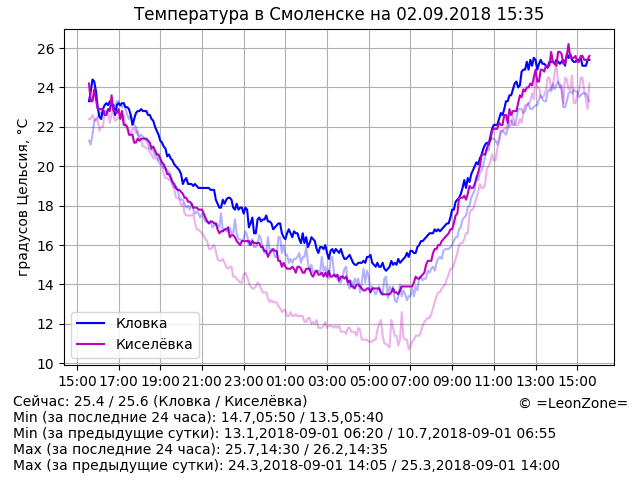 Температура в Смоленске на 02.09.2018 15:35
градусов Цельсия, °C
26
24
22
20
18
16
14
12
10
Кловка
Киселёвка
15:00 17:00 19:00 21:00 23:00 01:00 03:00 05:00 07:00 09:00 11:00 13:00 15:00
Сейчас: 25.4 / 25.6 (Кловка / Киселёвка)
© =LeonZone=
Min (за последние 24 часа): 14.7,05:50 / 13.5,05:40
Min (за предыдущие сутки): 13.1,2018-09-01 06:20 / 10.7,2018-09-01 06:55
Max (за последние 24 часа): 25.7,14:30 / 26.2,14:35
Max (за предыдущие сутки): 24.3,2018-09-01 14:05 / 25.3,2018-09-01 14:00